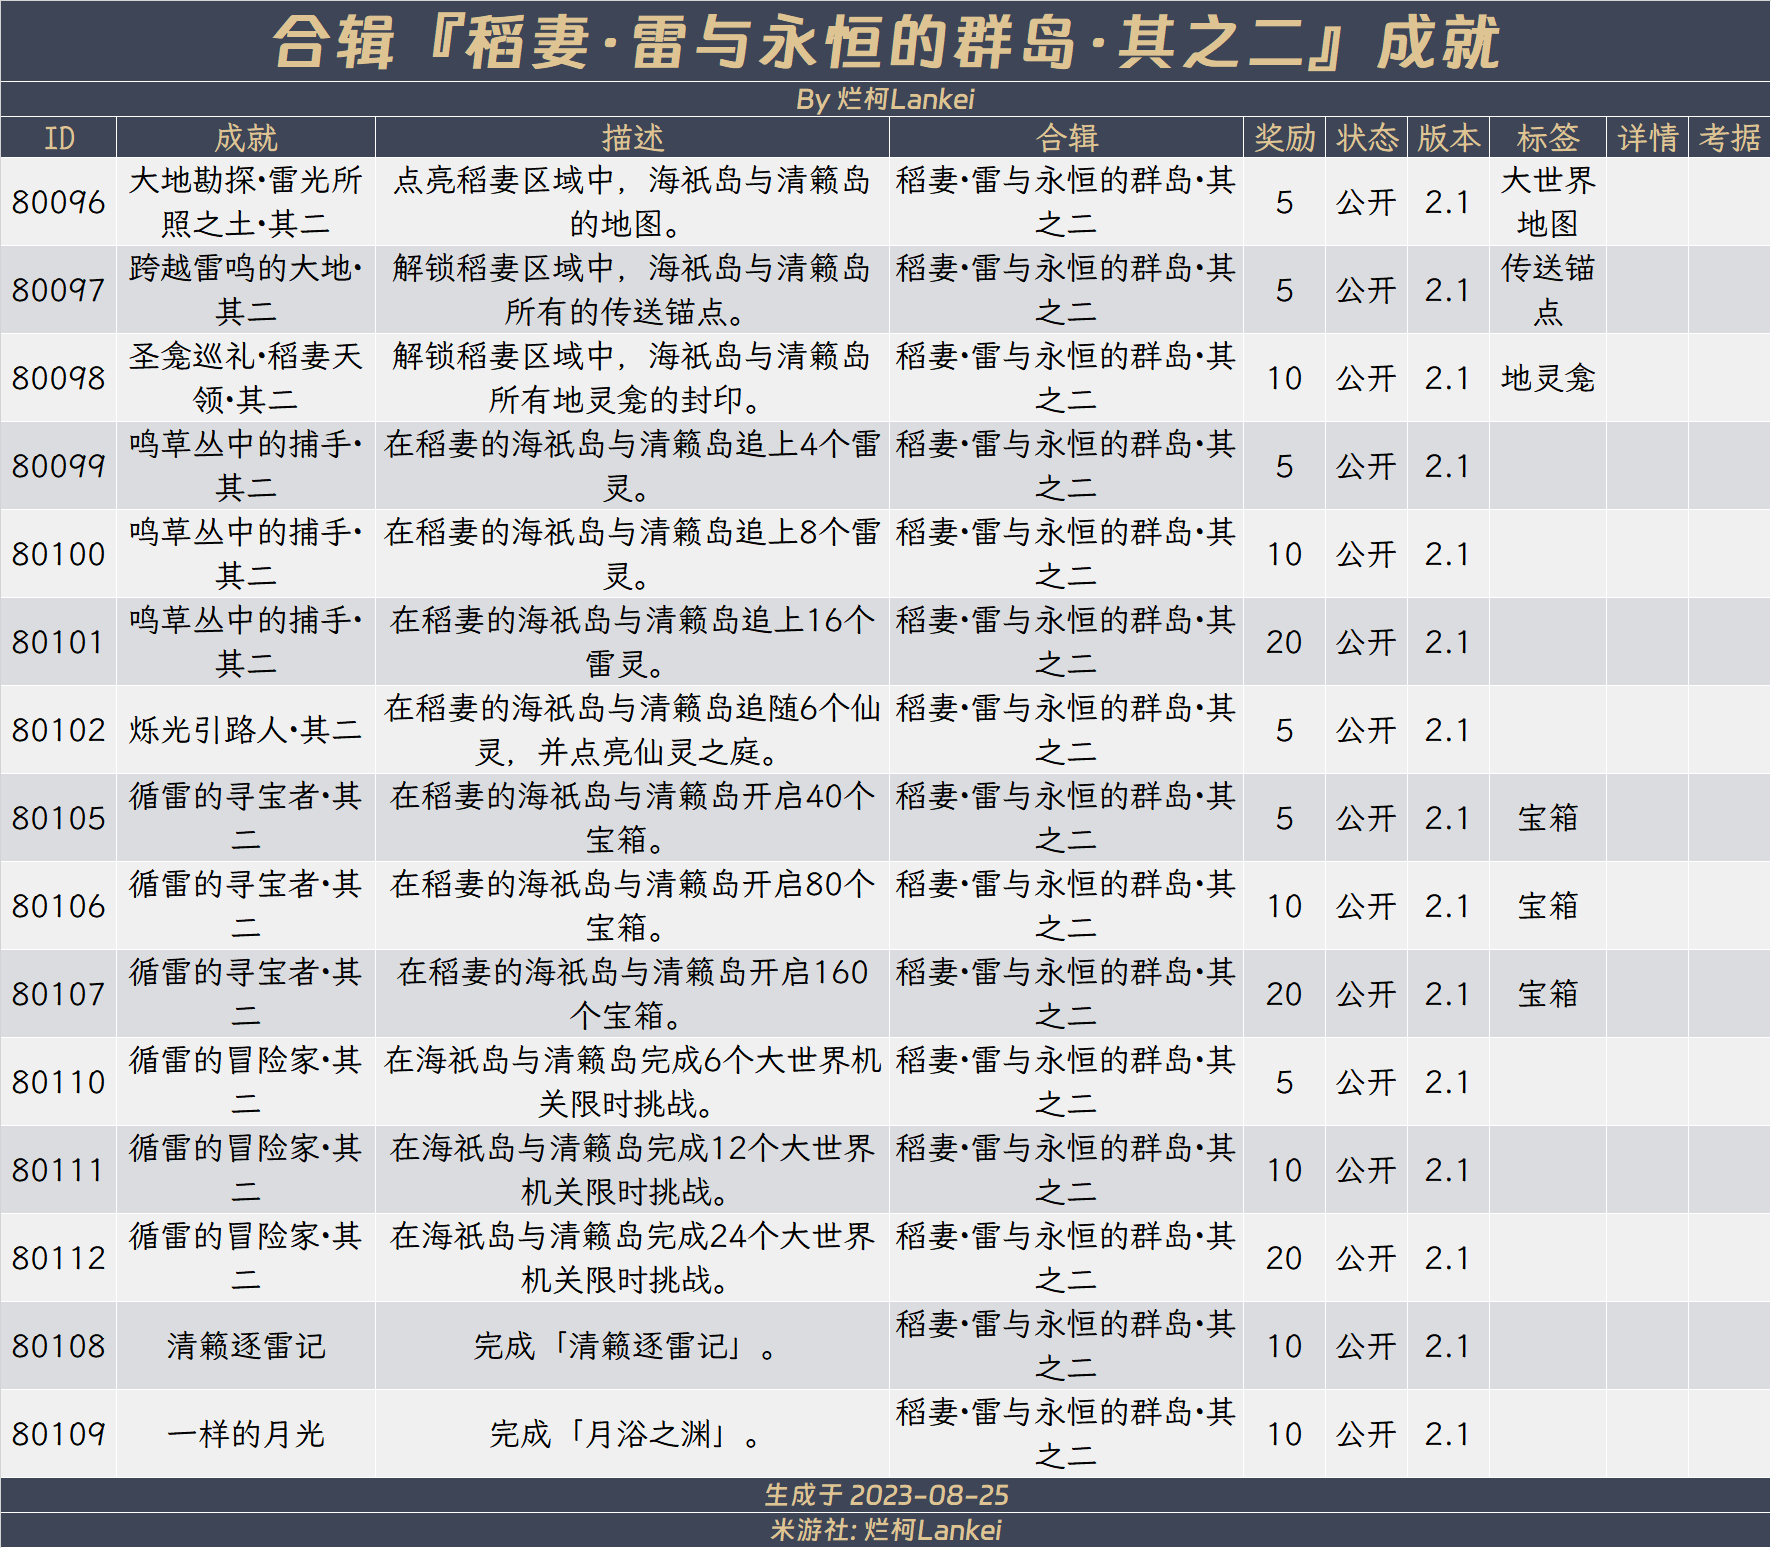 合辑『稻妻·雷与永恒的群岛·其之二』成就
By 烂柯Lankei
ID 成就 描述 合辑 奖励 状态 版本 标签 详情 考据
80096 大地勘探•雷光所照之土•其二 点亮稻妻区域中，海祇岛与清籁岛的地图。 稻妻•雷与永恒的群岛•其之二 5 公开 2.1 大世界地图
80097 跨越雷鸣的大地•其二 解锁稻妻区域中，海祇岛与清籁岛所有的传送锚点。 稻妻•雷与永恒的群岛•其之二 5 公开 2.1 传送锚点
80098 圣龛巡礼•稻妻天领•其二 解锁稻妻区域中，海祇岛与清籁岛所有地灵龛的封印。 稻妻•雷与永恒的群岛•其之二 10 公开 2.1 地灵龛
80099 鸣草丛中的捕手•其二 在稻妻的海祇岛与清籁岛追上4个雷灵。 稻妻•雷与永恒的群岛•其之二 5 公开 2.1
80100 鸣草丛中的捕手•其二 在稻妻的海祇岛与清籁岛追上8个雷灵。 稻妻•雷与永恒的群岛•其之二 10 公开 2.1
80101 鸣草丛中的捕手•其二 在稻妻的海祇岛与清籁岛追上16个雷灵。 稻妻•雷与永恒的群岛•其之二 20 公开 2.1
80102 烁光引路人•其二 在稻妻的海祇岛与清籁岛追随6个仙灵，并点亮仙灵之庭。 稻妻•雷与永恒的群岛•其之二 5 公开 2.1
80105 循雷的寻宝者•其二 在稻妻的海祇岛与清籁岛开启40个宝箱。 稻妻•雷与永恒的群岛•其之二 5 公开 2.1 宝箱
80106 循雷的寻宝者•其二 在稻妻的海祇岛与清籁岛开启80个宝箱。 稻妻•雷与永恒的群岛•其之二 10 公开 2.1 宝箱
80107 循雷的寻宝者•其二 在稻妻的海祇岛与清籁岛开启160个宝箱。 稻妻•雷与永恒的群岛•其之二 20 公开 2.1 宝箱
80110 循雷的冒险家•其二 在海祇岛与清籁岛完成6个大世界机关限时挑战。 稻妻•雷与永恒的群岛•其之二 5 公开 2.1
80111 循雷的冒险家•其二 在海祇岛与清籁岛完成12个大世界机关限时挑战。 稻妻•雷与永恒的群岛•其之二 10 公开 2.1
80112 循雷的冒险家•其二 在海祇岛与清籁岛完成24个大世界机关限时挑战。 稻妻•雷与永恒的群岛•其之二 20 公开 2.1
80108 清籁逐雷记 完成「清籁逐雷记」。 稻妻•雷与永恒的群岛•其之二 10 公开 2.1
80109 一样的月光 完成「月浴之渊」。 稻妻•雷与永恒的群岛•其之二 10 公开 2.1
生成于 2023-08-25
米游社: 烂柯Lankei